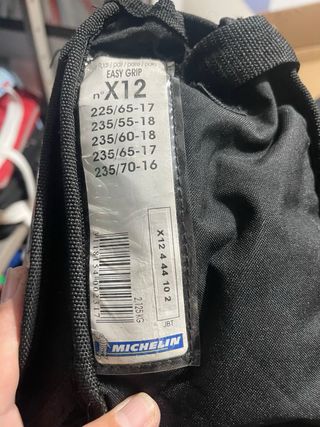 EASY GRIP
n° X12
225/65-17
235/55-18
235/60-18
235/65-17
235/70-16
X12 4 44 10 2
JBT
MICHELIN